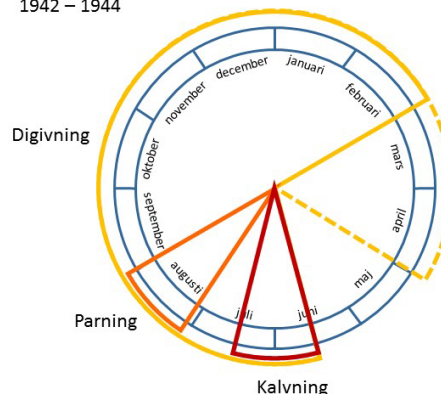 1942 – 1944
december
januari
november
februari
Digivning
oktober
mars
september
april
augusti
maj
juli
juni
Parning
Kalvning